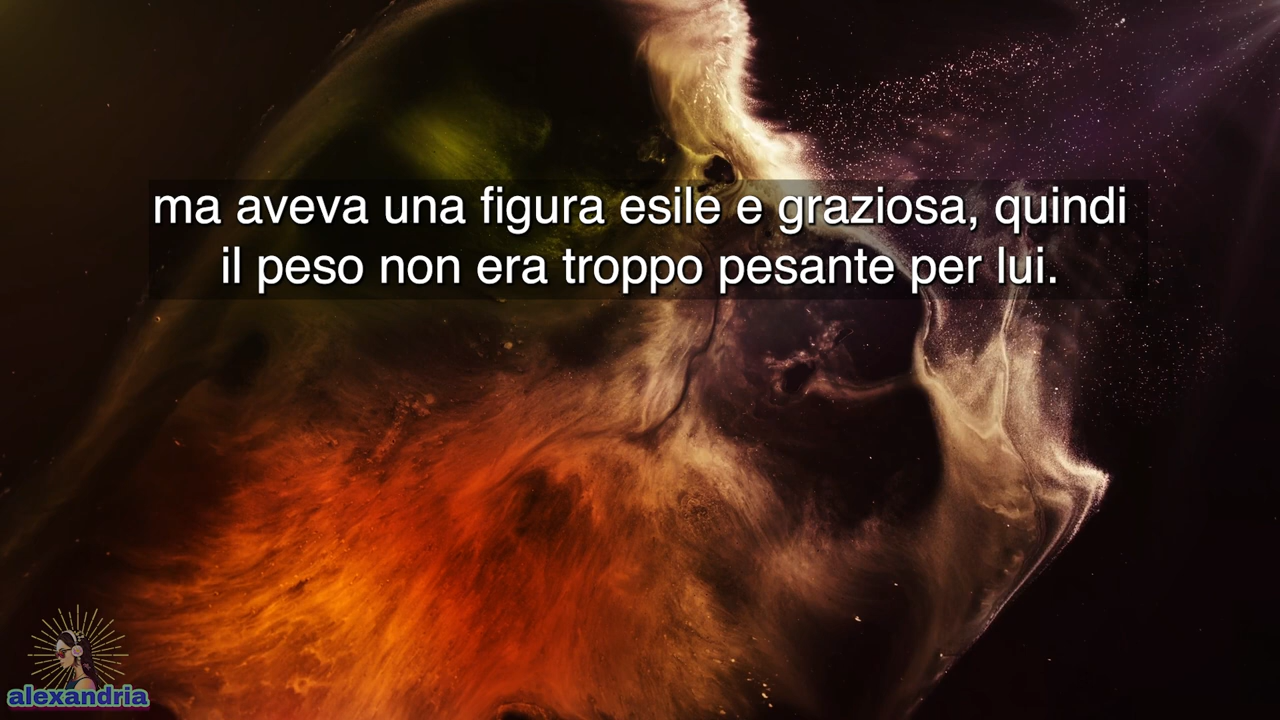 ma aveva una figura esile e graziosa, quindi
il peso non era troppo pesante per lui.
alexandria